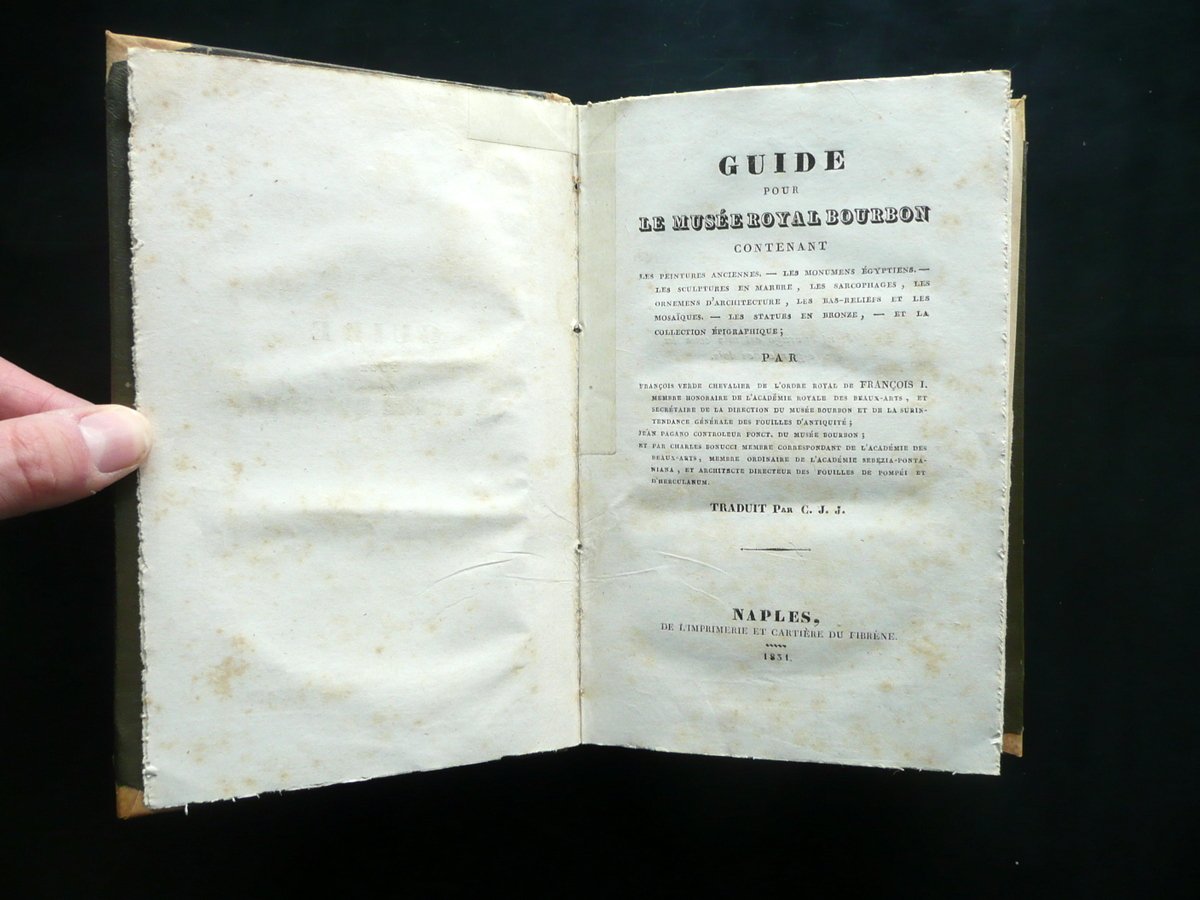 GUIDE
POUR
LE MUSÉE ROYAL BOURBON
CONTENANT
LES PEINTURES ANCIENNES. — LES MONUMENS ÉGYPTIENS. —
LES SCULPTURES EN MARBRE, LES SARCOPHAGES, LES
ORNEMENS D'ARCHITECTURE, LES BAS-RELIEFS ET LES
MOSAÏQUES. — LES STATUES EN BRONZE, — ET LA
COLLECTION ÉPIGRAPHIQUE;
PAR
FRANÇOIS VERDE CHEVALIER DE L'ORDRE ROYAL DE FRANÇOIS I.
MEMBRE HONORAIRE DE L'ACADÉMIE ROYALE DES BEAUX-ARTS, ET
SECRÉTAIRE DE LA DIRECTION DU MUSÉE BOURBON ET DE LA SURIN-
TENDANCE GÉNÉRALE DES FOUILLES D'ANTIQUITÉ;
JEAN PAGANO CONTROLEUR FONCT. DU MUSÉE BOURBON;
ET PAR CHARLES BONUCCI MEMBRE CORRESPONDANT DE L'ACADÉMIE DES
BEAUX-ARTS, MEMBRE ORDINAIRE DE L'ACADÉMIE SEBEZIA-PONTA-
NIANA, ET ARCHITECTE DIRECTEUR DES FOUILLES DE POMPÉI ET
D'HERCULANUM.
TRADUIT PAR C. J. J.
NAPLES,
DE L'IMPRIMERIE ET CARTIÈRE DU FIBRÈNE.
1831.